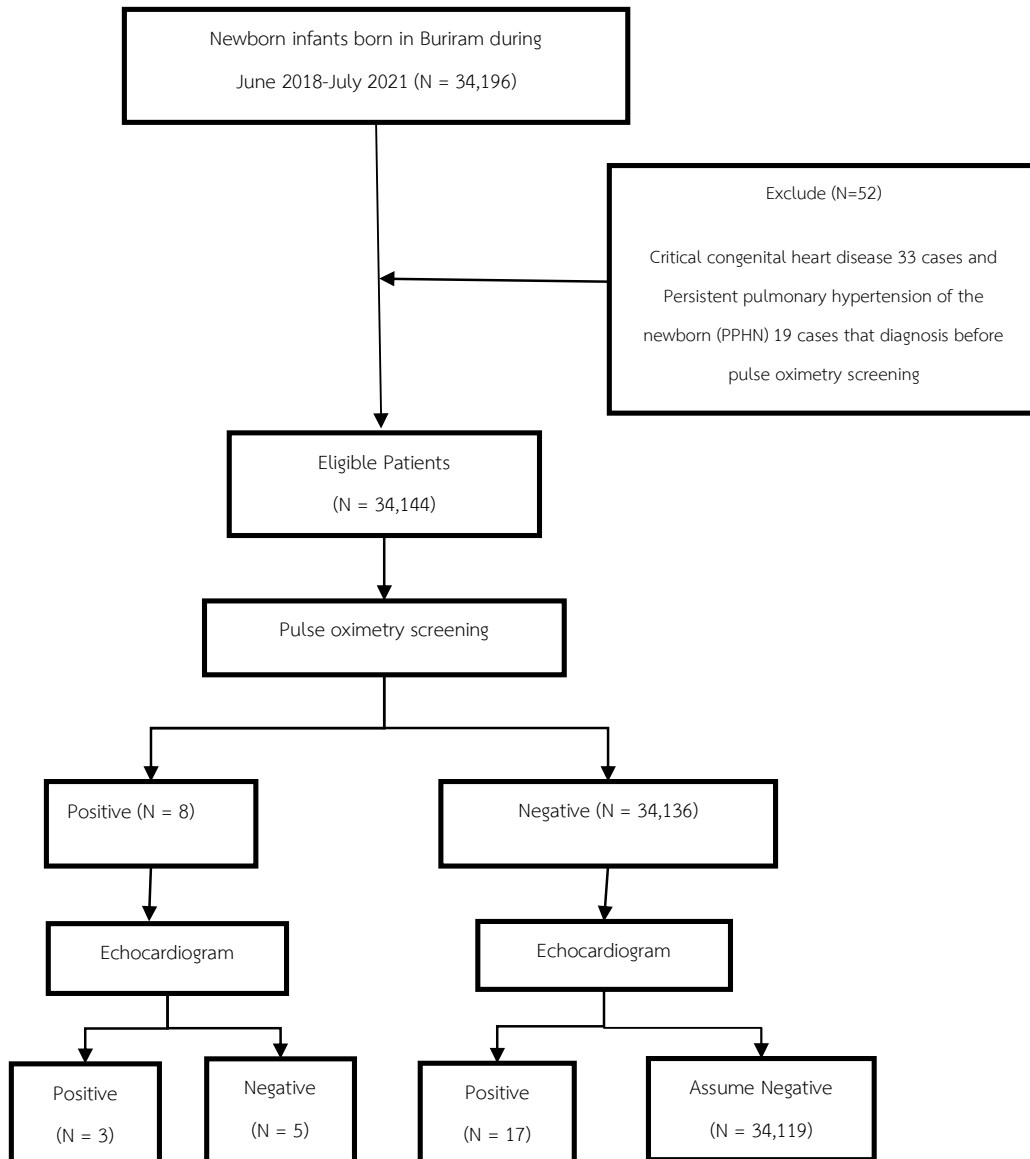 Newborn infants born in Buriram during
June 2018-July 2021 (N = 34,196)
Exclude (N=52)
Critical congenital heart disease 33 cases and
Persistent pulmonary hypertension of the
newborn (PPHN) 19 cases that diagnosis before
pulse oximetry screening
Eligible Patients
(N = 34,144)
Pulse oximetry screening
Positive (N = 8)
Negative (N = 34,136)
Echocardiogram
Echocardiogram
Positive
(N = 3)
Negative
(N = 5)
Positive
(N = 17)
Assume Negative
(N = 34,119)